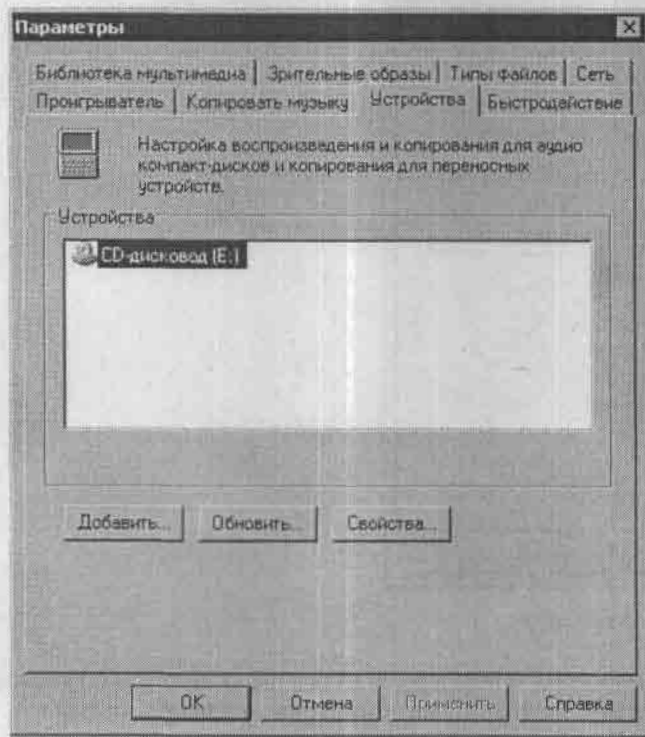 Параметры
Библиотека мультимедиа Зрительные образы Типы файлов Сеть
Проигрыватель Копировать музыку Устройства Быстродействие
Настройка воспроизведения и копирования для аудио
компакт-дисков и копирования для переносных
устройств.
Устройства
CD-дисковод (E:)
Добавить... Обновить... Свойства...
OK Отмена Применить Справка